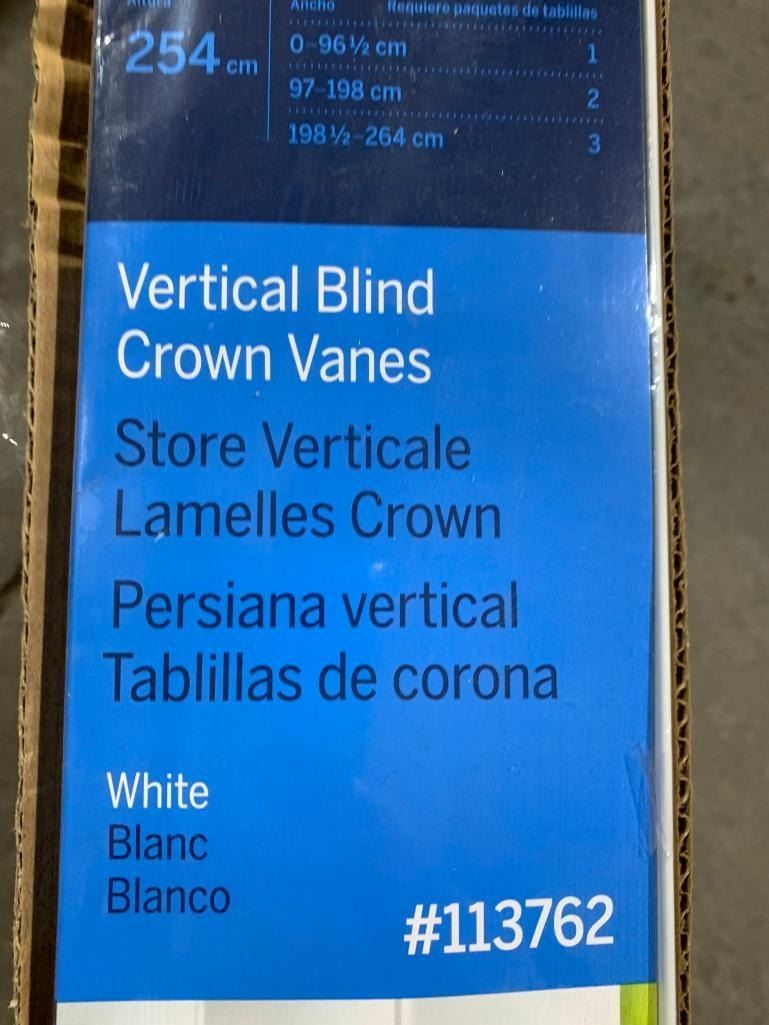 Altura
Ancho Requiere paquetes de tablillas
254 cm
0-96½ cm 1
97-198 cm 2
198½-264 cm 3
Vertical Blind
Crown Vanes
Store Verticale
Lamelles Crown
Persiana vertical
Tablillas de corona
White
Blanc
Blanco
#113762